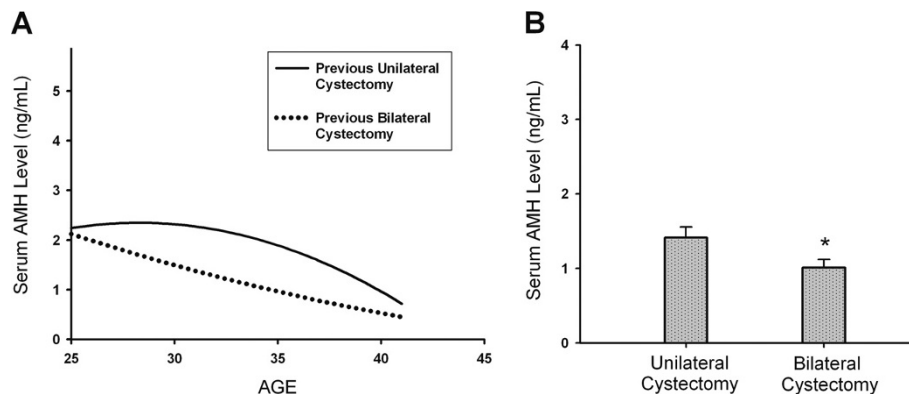 A
Serum AMH Level (ng/mL)
5
4
3
2
1
0
25
30
35
40
45
AGE
Previous Unilateral
Cystectomy
Previous Bilateral
Cystectomy
B
Serum AMH Level (ng/mL)
4
3
2
1
0
*
Unilateral
Cystectomy
Bilateral
Cystectomy